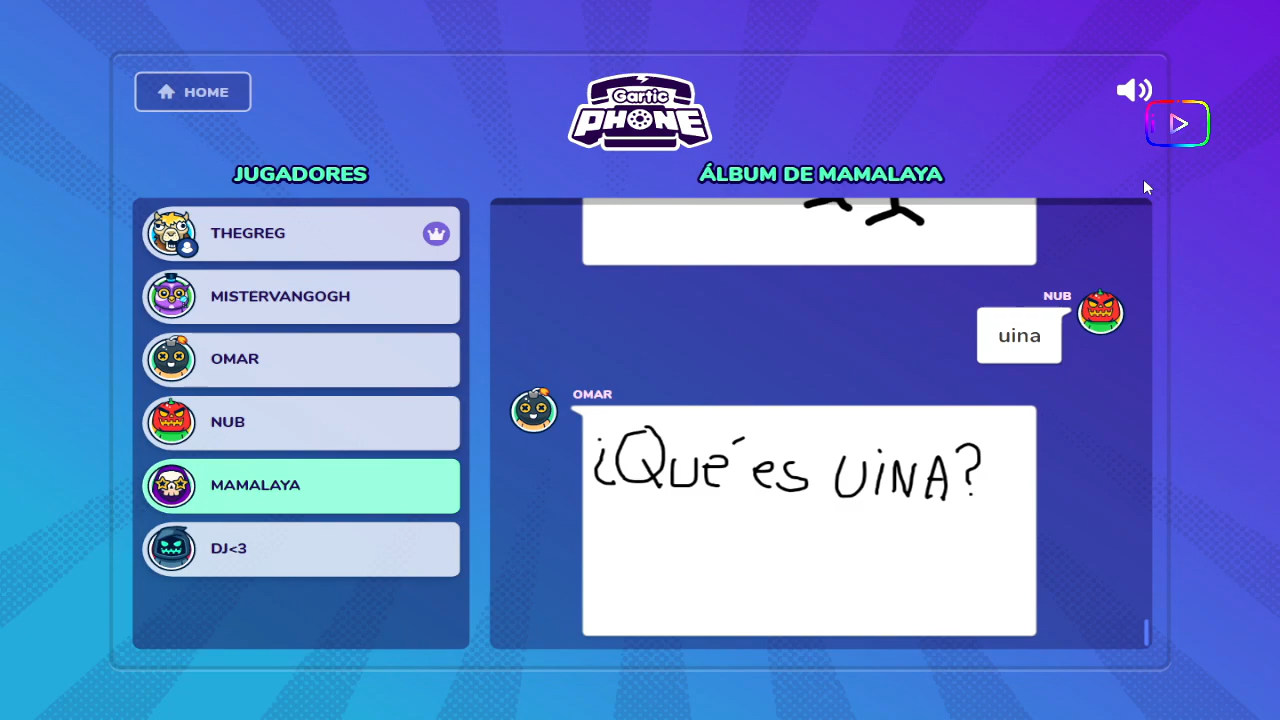 HOME
Gartic
PHONE
JUGADORES
THEGREG
MISTERVANGOGH
OMAR
NUB
MAMALAYA
DJ<3
ÁLBUM DE MAMALAYA
NUB
uina
OMAR
¿Qué es UiNA?